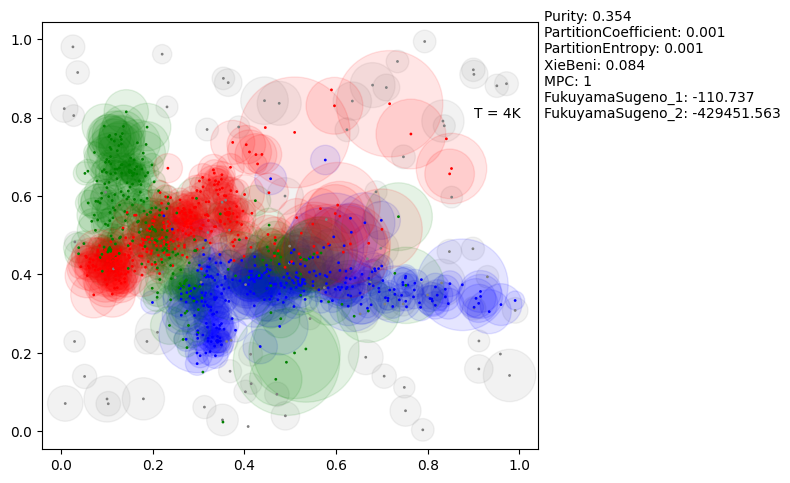 Purity: 0.354
PartitionCoefficient: 0.001
PartitionEntropy: 0.001
XieBeni: 0.084
MPC: 1
FukuyamaSugeno_1: -110.737
FukuyamaSugeno_2: -429451.563
T = 4K
1.0
0.8
0.6
0.4
0.2
0.0
0.0 0.2 0.4 0.6 0.8 1.0